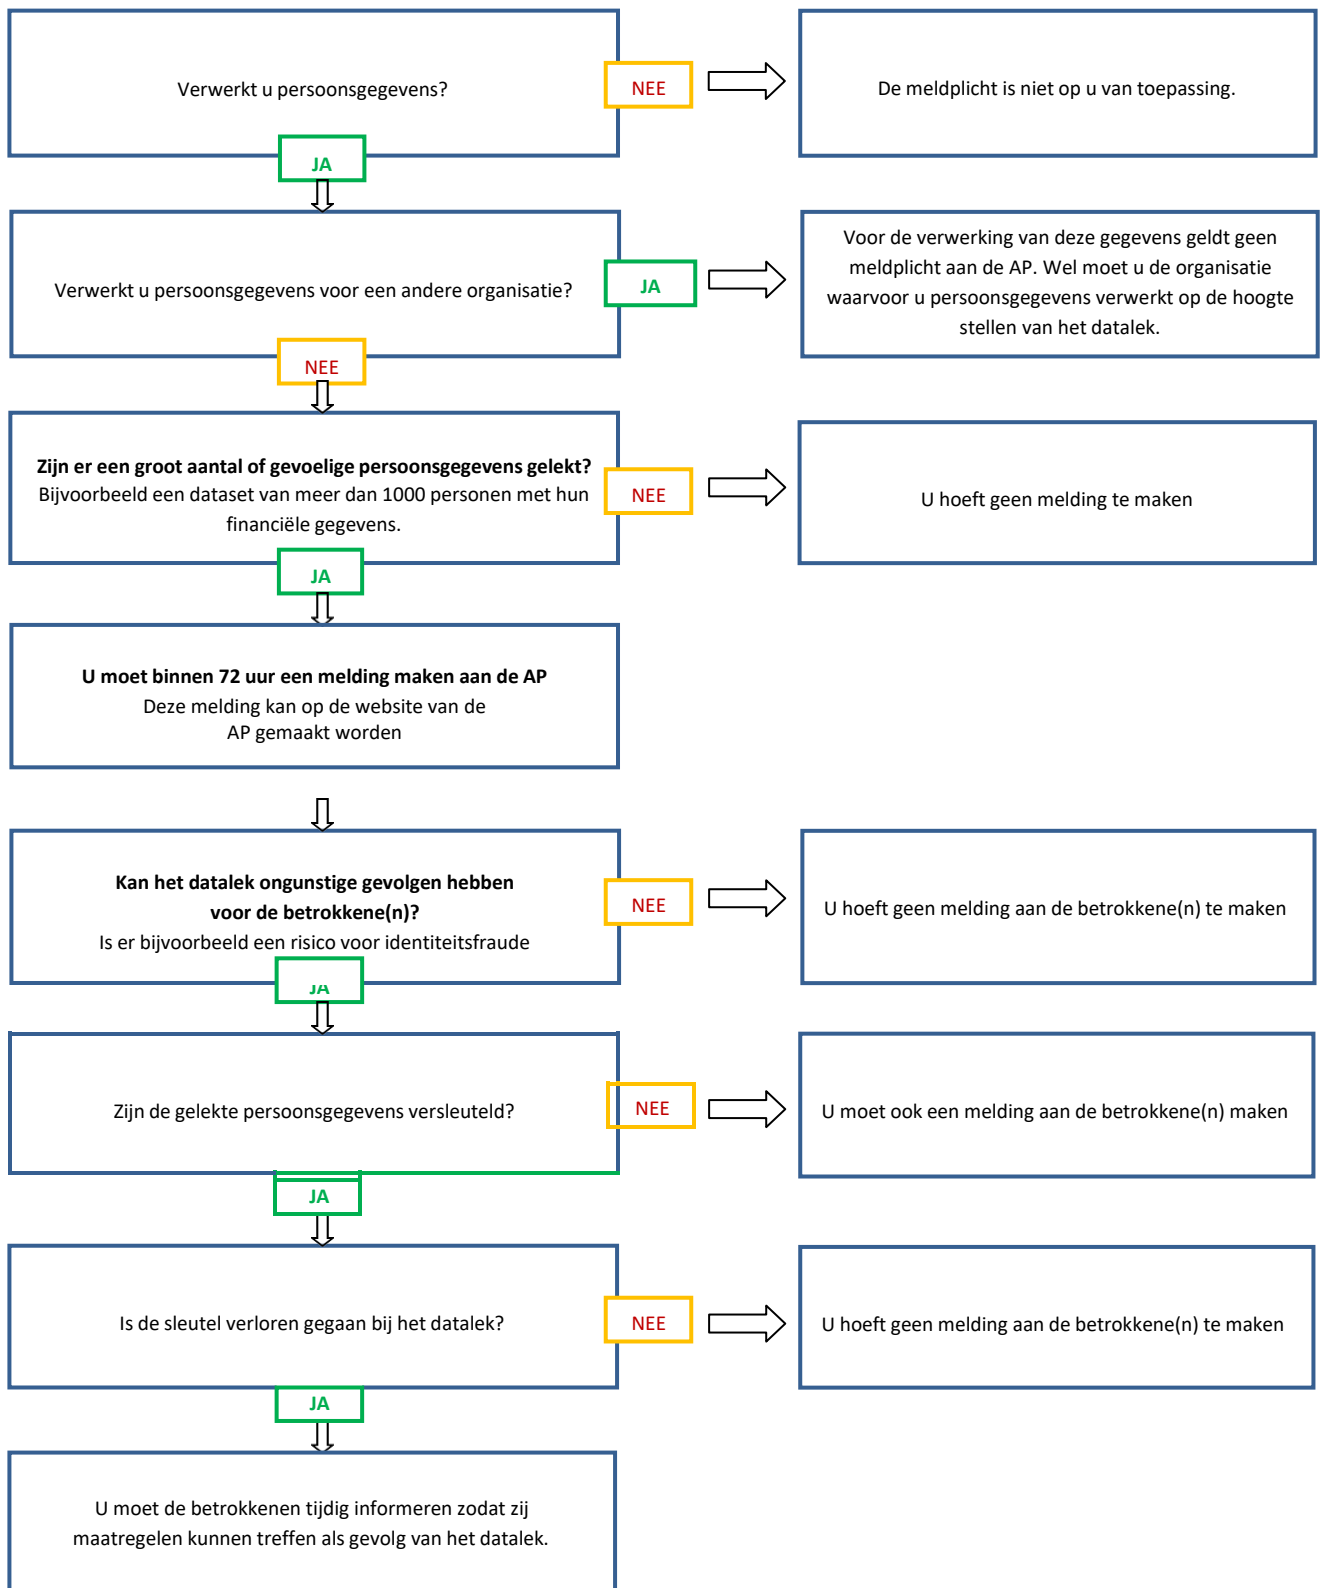 Verwerkt u persoonsgegevens?
NEE
De meldplicht is niet op u van toepassing.
JA
Verwerkt u persoonsgegevens voor een andere organisatie?
JA
Voor de verwerking van deze gegevens geldt geen
meldplicht aan de AP. Wel moet u de organisatie
waarvoor u persoonsgegevens verwerkt op de hoogte
stellen van het datalek.
NEE
Zijn er een groot aantal of gevoelige persoonsgegevens gelekt?
Bijvoorbeeld een dataset van meer dan 1000 personen met hun
financiële gegevens.
NEE
U hoeft geen melding te maken
JA
U moet binnen 72 uur een melding maken aan de AP
Deze melding kan op de website van de
AP gemaakt worden
Kan het datalek ongunstige gevolgen hebben
voor de betrokkene(n)?
Is er bijvoorbeeld een risico voor identiteitsfraude
NEE
U hoeft geen melding aan de betrokkene(n) te maken
JA
Zijn de gelekte persoonsgegevens versleuteld?
NEE
U moet ook een melding aan de betrokkene(n) maken
JA
Is de sleutel verloren gegaan bij het datalek?
NEE
U hoeft geen melding aan de betrokkene(n) te maken
JA
U moet de betrokkenen tijdig informeren zodat zij
maatregelen kunnen treffen als gevolg van het datalek.